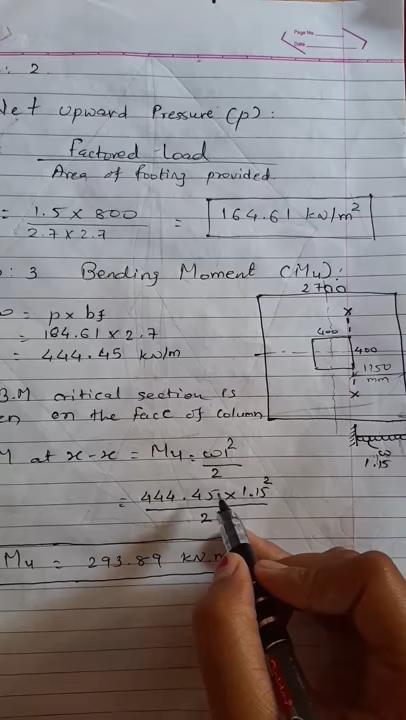 Page No
Date
: 2
Net upward Pressure (p) :
Factored Load
Area of footing provided.
= 1.5 x 800
2.7 x 2.7
= 164.61 kN/m²
: 3 Bending Moment (Mu) :
2700
= p x bf
= 164.61 x 2.7
= 444.45 kN/m
400
400
1150
mm
B.M critical section is
on the face of column
M at x-x = Mu = ωl²
2
ω
1.15
= 444.45 x 1.15²
2
Mu = 293.89 kN.m